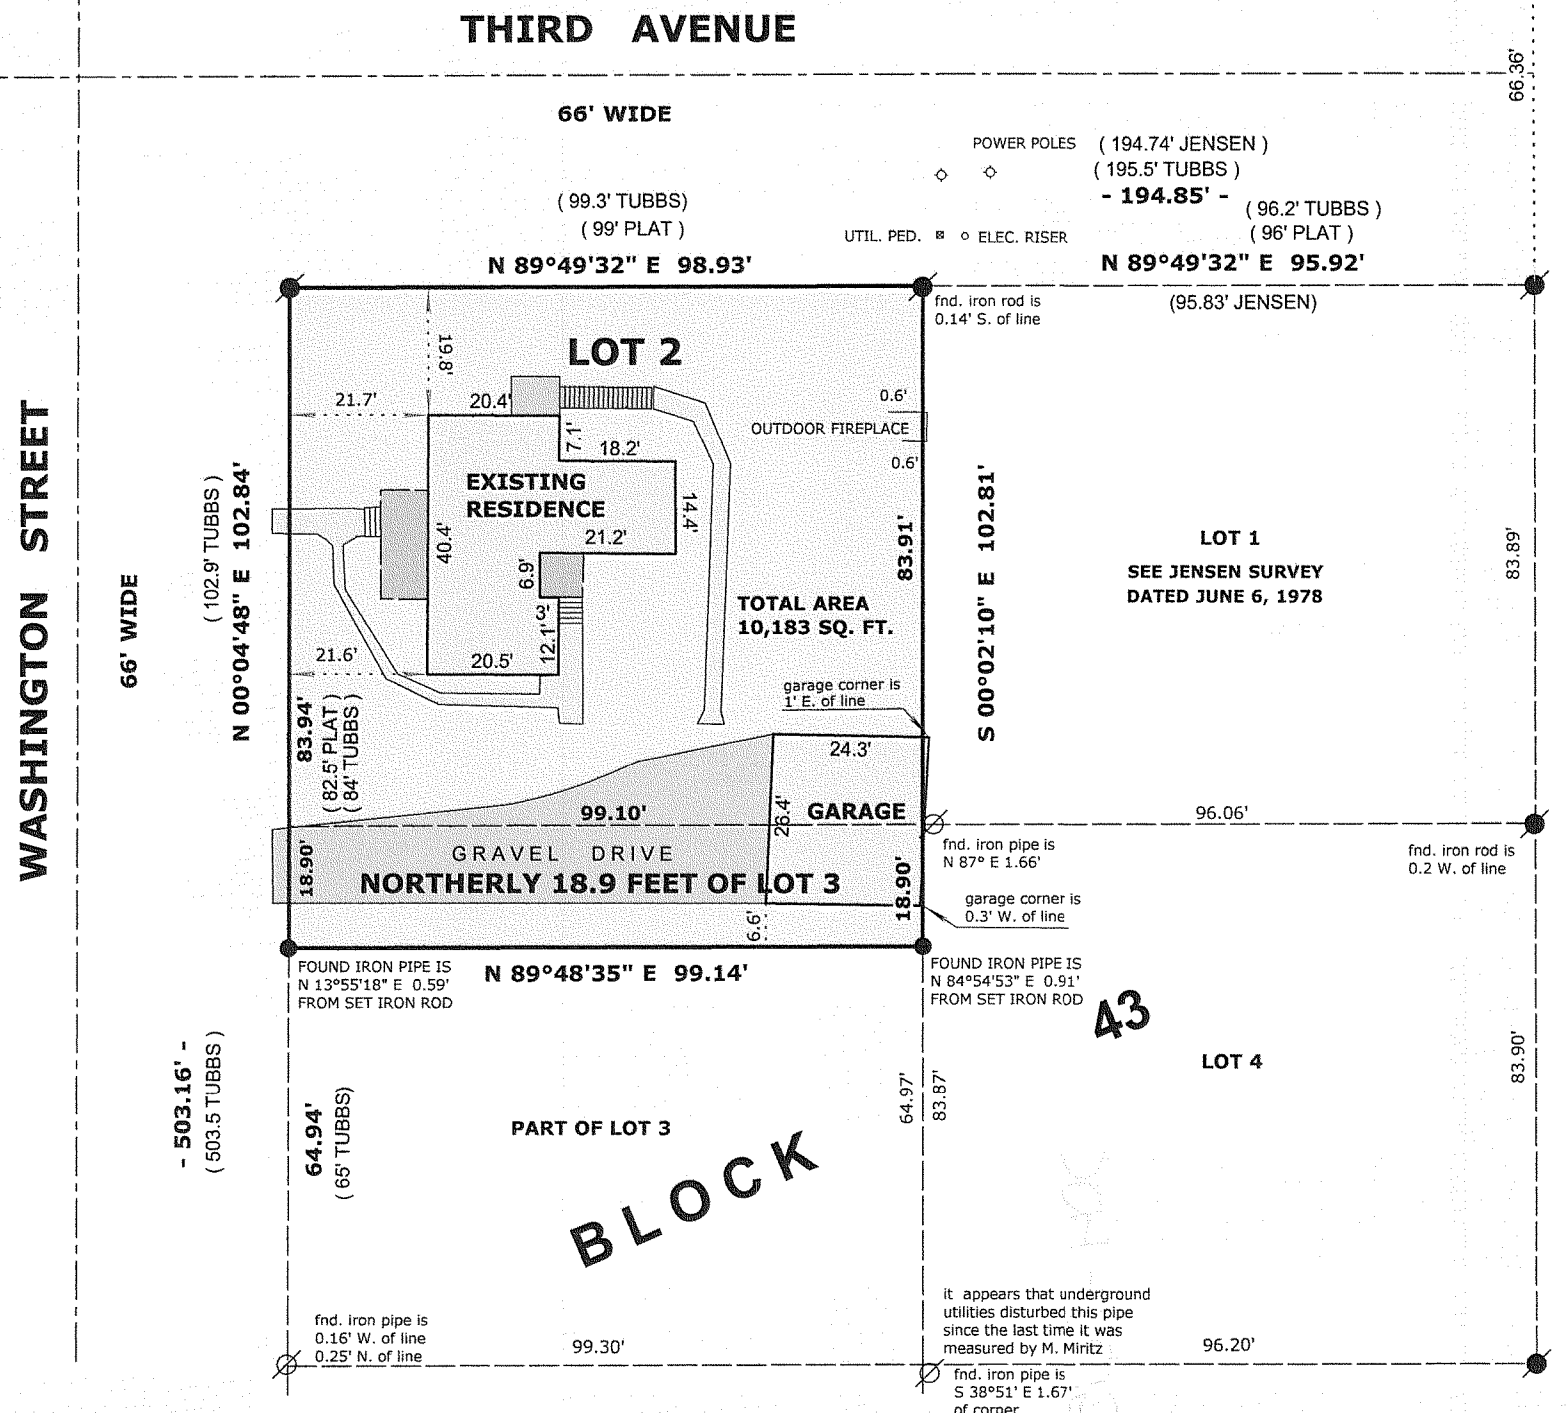 THIRD AVENUE
66.36'
66' WIDE
POWER POLES
( 194.74' JENSEN )
( 195.5' TUBBS )
- 194.85' -
( 99.3' TUBBS)
( 99' PLAT )
( 96.2' TUBBS )
( 96' PLAT )
UTIL. PED.
ELEC. RISER
N 89°49'32" E 98.93'
N 89°49'32" E 95.92'
fnd. iron rod is
0.14' S. of line
(95.83' JENSEN)
LOT 2
19.8'
21.7'
20.4'
0.6'
OUTDOOR FIREPLACE
0.6'
7.1'
18.2'
EXISTING
RESIDENCE
14.4'
40.4'
21.2'
6.9'
3'
12.1'
21.6'
20.5'
WASHINGTON STREET
66' WIDE
( 102.9' TUBBS )
N 00°04'48" E 102.84'
83.91'
S 00°02'10" E 102.81'
LOT 1
SEE JENSEN SURVEY
DATED JUNE 6, 1978
83.89'
TOTAL AREA
10,183 SQ. FT.
garage corner is
1' E. of line
83.94'
( 82.5' PLAT )
( 84' TUBBS )
24.3'
99.10'
26.4'
GARAGE
96.06'
GRAVEL DRIVE
18.90'
NORTHERLY 18.9 FEET OF LOT 3
18.90'
6.6'
fnd. iron pipe is
N 87° E 1.66'
fnd. iron rod is
0.2 W. of line
garage corner is
0.3' W. of line
FOUND IRON PIPE IS
N 13°55'18" E 0.59'
FROM SET IRON ROD
N 89°48'35" E 99.14'
FOUND IRON PIPE IS
N 84°54'53" E 0.91'
FROM SET IRON ROD
43
LOT 4
- 503.16' -
( 503.5 TUBBS )
64.94'
( 65' TUBBS)
PART OF LOT 3
64.97'
83.87'
83.90'
BLOCK
fnd. iron pipe is
0.16' W. of line
0.25' N. of line
99.30'
it appears that underground
utilities disturbed this pipe
since the last time it was
measured by M. Miritz
96.20'
fnd. iron pipe is
S 38°51' E 1.67'
of corner